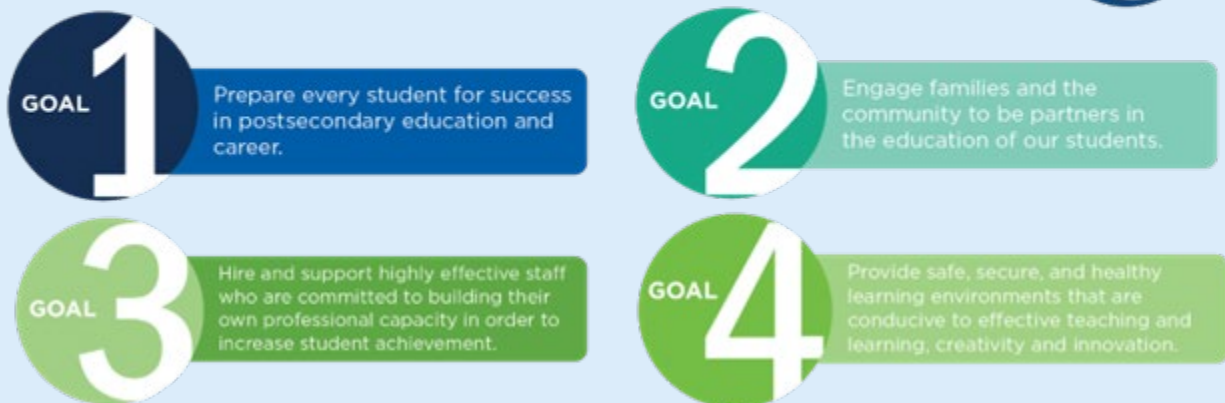 GOAL 1
Prepare every student for success
in postsecondary education and
career.
GOAL 2
Engage families and the
community to be partners in
the education of our students.
GOAL 3
Hire and support highly effective staff
who are committed to building their
own professional capacity in order to
increase student achievement.
GOAL 4
Provide safe, secure, and healthy
learning environments that are
conducive to effective teaching and
learning, creativity and innovation.